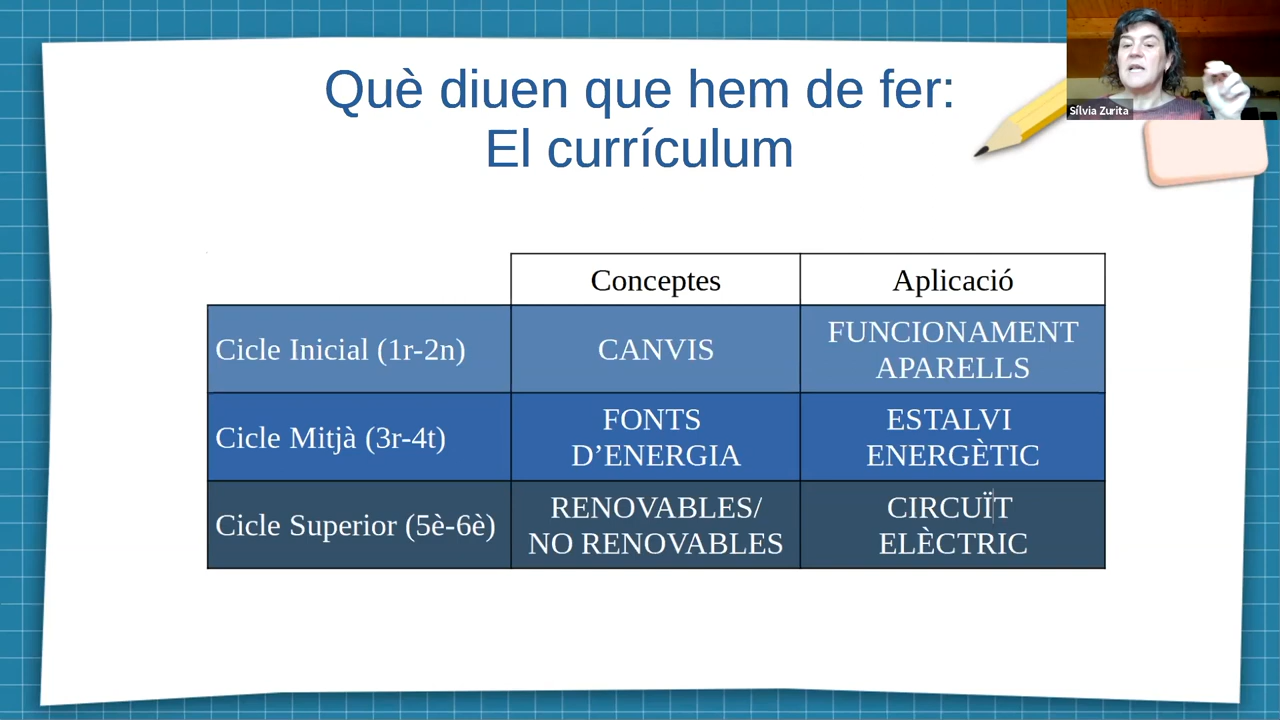 Què diuen que hem de fer:
El currículum
Sílvia Zurita
Conceptes
Aplicació
Cicle Inicial (1r-2n)
CANVIS
FUNCIONAMENT
APARELLS
Cicle Mitjà (3r-4t)
FONTS
D’ENERGIA
ESTALVI
ENERGÈTIC
Cicle Superior (5è-6è)
RENOVABLES/
NO RENOVABLES
CIRCUÏT
ELÈCTRIC